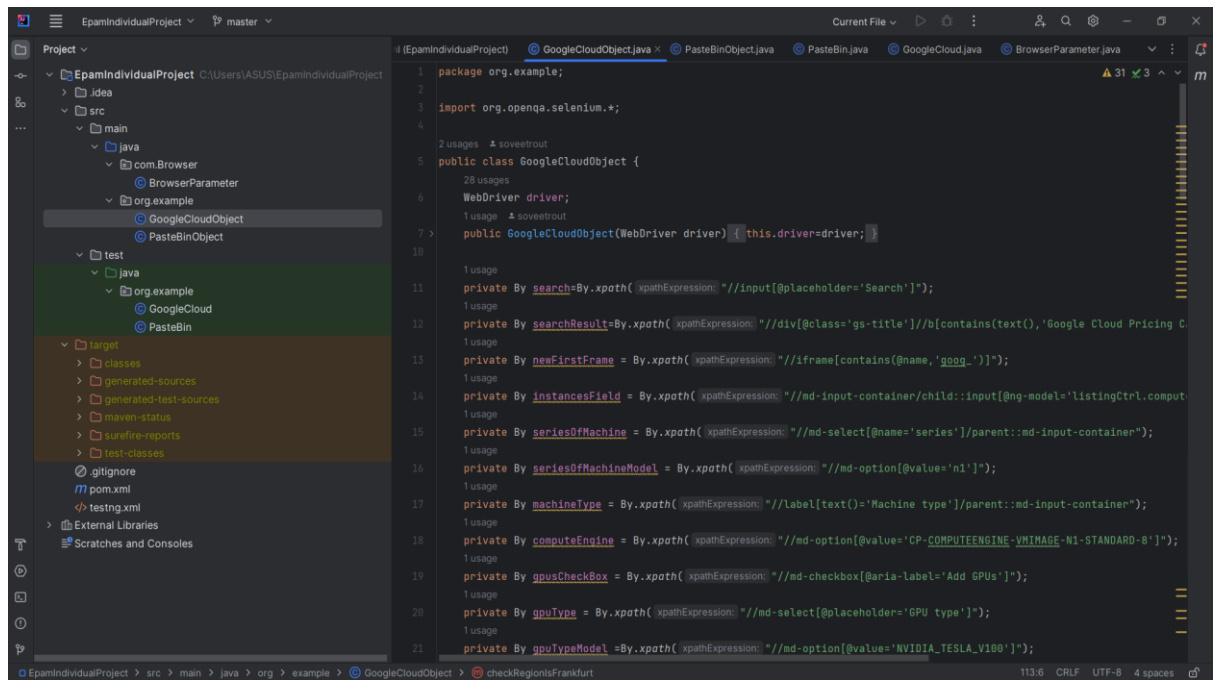 EpamIndividualProject master Current File
Project
EpamIndividualProject C:\Users\ASUS\EpamIndividualProject
.idea
src
main
java
com.Browser
BrowserParameter
org.example
GoogleCloudObject
PasteBinObject
test
java
org.example
GoogleCloud
PasteBin
target
classes
generated-sources
generated-test-sources
maven-status
surefire-reports
test-classes
.gitignore
m pom.xml
testng.xml
External Libraries
Scratches and Consoles
(EpamIndividualProject) GoogleCloudObject.java PasteBinObject.java PasteBin.java GoogleCloud.java BrowserParameter.java
31 3
m
1 package org.example;
2
3 import org.openqa.selenium.*;
4
2 usages soveetrout
5 public class GoogleCloudObject {
28 usages
6 WebDriver driver;
1 usage soveetrout
7 public GoogleCloudObject(WebDriver driver) { this.driver=driver; }
10
1 usage
11 private By search=By.xpath( xpathExpression: "//input[@placeholder='Search']");
1 usage
12 private By searchResult=By.xpath( xpathExpression: "//div[@class='gs-title']//b[contains(text(),'Google Cloud Pricing C
1 usage
13 private By newFirstFrame = By.xpath( xpathExpression: "//iframe[contains(@name,'goog_')]");
1 usage
14 private By instancesField = By.xpath( xpathExpression: "//md-input-container/child::input[@ng-model='listingCtrl.comput
1 usage
15 private By seriesOfMachine = By.xpath( xpathExpression: "//md-select[@name='series']/parent::md-input-container");
1 usage
16 private By seriesOfMachineModel = By.xpath( xpathExpression: "//md-option[@value='n1']");
1 usage
17 private By machineType = By.xpath( xpathExpression: "//label[text()='Machine type']/parent::md-input-container");
1 usage
18 private By computeEngine = By.xpath( xpathExpression: "//md-option[@value='CP-COMPUTEENGINE-VMIMAGE-N1-STANDARD-8']");
1 usage
19 private By gpusCheckBox = By.xpath( xpathExpression: "//md-checkbox[@aria-label='Add GPUs']");
1 usage
20 private By gpuType = By.xpath( xpathExpression: "//md-select[@placeholder='GPU type']");
1 usage
21 private By gpuTypeModel =By.xpath( xpathExpression: "//md-option[@value='NVIDIA_TESLA_V100']");
EpamIndividualProject > src > main > java > org > example > GoogleCloudObject > checkRegionIsFrankfurt 113:6 CRLF UTF-8 4 spaces